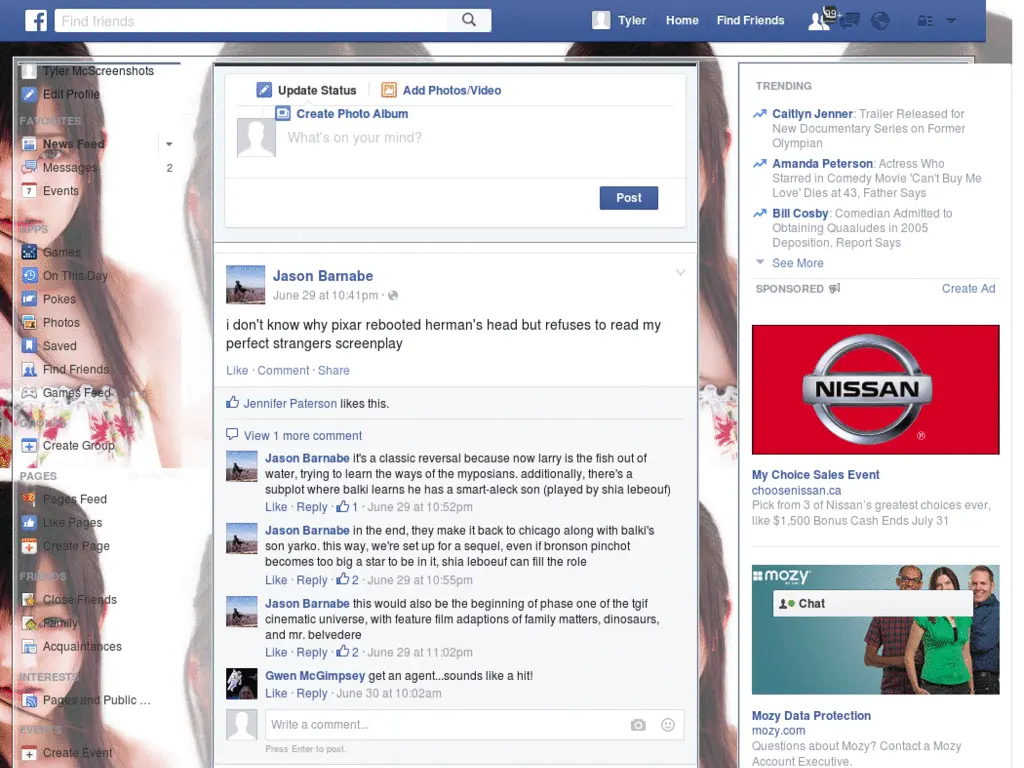 Find friends
Tyler
Home
Find Friends
99
Tyler McScreenshots
Edit Profile
FAVORITES
News Feed
Messages
2
Events
APPS
Games
On This Day
Pokes
Photos
Saved
Find Friends
Games Feed
GROUPS
Create Group
PAGES
Pages Feed
Like Pages
Create Page
FRIENDS
Close Friends
Family
Acquaintances
INTERESTS
Pages and Public ...
EVENTS
Create Event
Update Status
Add Photos/Video
Create Photo Album
What's on your mind?
Post
Jason Barnabe
June 29 at 10:41pm ·
i don't know why pixar rebooted herman's head but refuses to read my
perfect strangers screenplay
Like · Comment · Share
Jennifer Paterson likes this.
View 1 more comment
Jason Barnabe it's a classic reversal because now larry is the fish out of
water, trying to learn the ways of the myposians. additionally, there's a
subplot where balki learns he has a smart-aleck son (played by shia lebeouf)
Like · Reply · 1 · June 29 at 10:52pm
Jason Barnabe in the end, they make it back to chicago along with balki's
son yarko. this way, we're set up for a sequel, even if bronson pinchot
becomes too big a star to be in it, shia leboeuf can fill the role
Like · Reply · 2 · June 29 at 10:55pm
Jason Barnabe this would also be the beginning of phase one of the tgif
cinematic universe, with feature film adaptions of family matters, dinosaurs,
and mr. belvedere
Like · Reply · 2 · June 29 at 11:02pm
Gwen McGimpsey get an agent...sounds like a hit!
Like · Reply · June 30 at 10:02am
Write a comment...
Press Enter to post.
TRENDING
Caitlyn Jenner: Trailer Released for
New Documentary Series on Former
Olympian
Amanda Peterson: Actress Who
Starred in Comedy Movie 'Can't Buy Me
Love' Dies at 43, Father Says
Bill Cosby: Comedian Admitted to
Obtaining Quaaludes in 2005
Deposition, Report Says
See More
SPONSORED
Create Ad
NISSAN
My Choice Sales Event
choosenissan.ca
Pick from 3 of Nissan's greatest choices ever,
like $1,500 Bonus Cash Ends July 31
mozy
Chat
Mozy Data Protection
mozy.com
Questions about Mozy? Contact a Mozy
Account Executive.